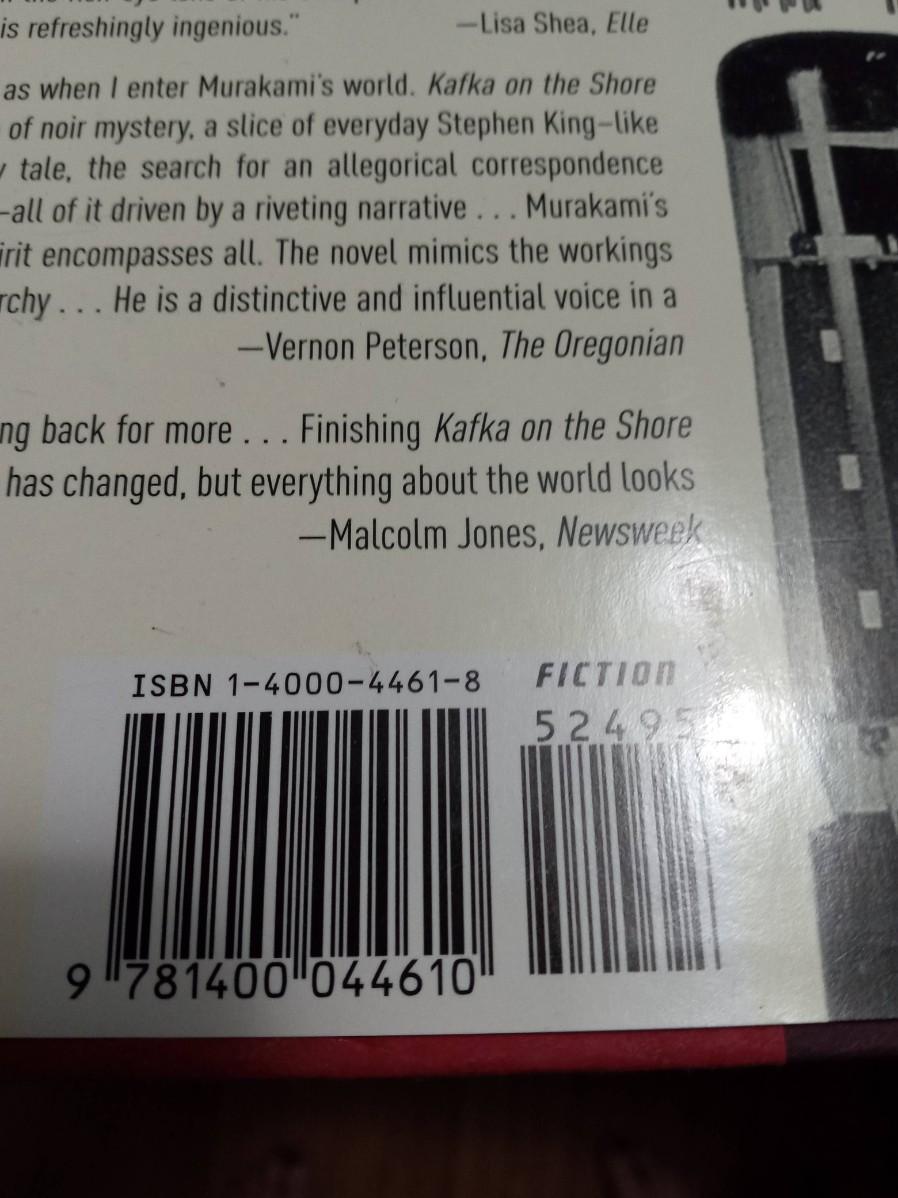 is refreshingly ingenious."
—Lisa Shea, Elle
as when I enter Murakami's world. Kafka on the Shore
of noir mystery, a slice of everyday Stephen King–like
tale, the search for an allegorical correspondence
—all of it driven by a riveting narrative . . . Murakami's
encompasses all. The novel mimics the workings
. . . He is a distinctive and influential voice in a
—Vernon Peterson, The Oregonian
back for more . . . Finishing Kafka on the Shore
has changed, but everything about the world looks
—Malcolm Jones, Newsweek
ISBN 1-4000-4461-8
FICTION
52495
9 781400 044610